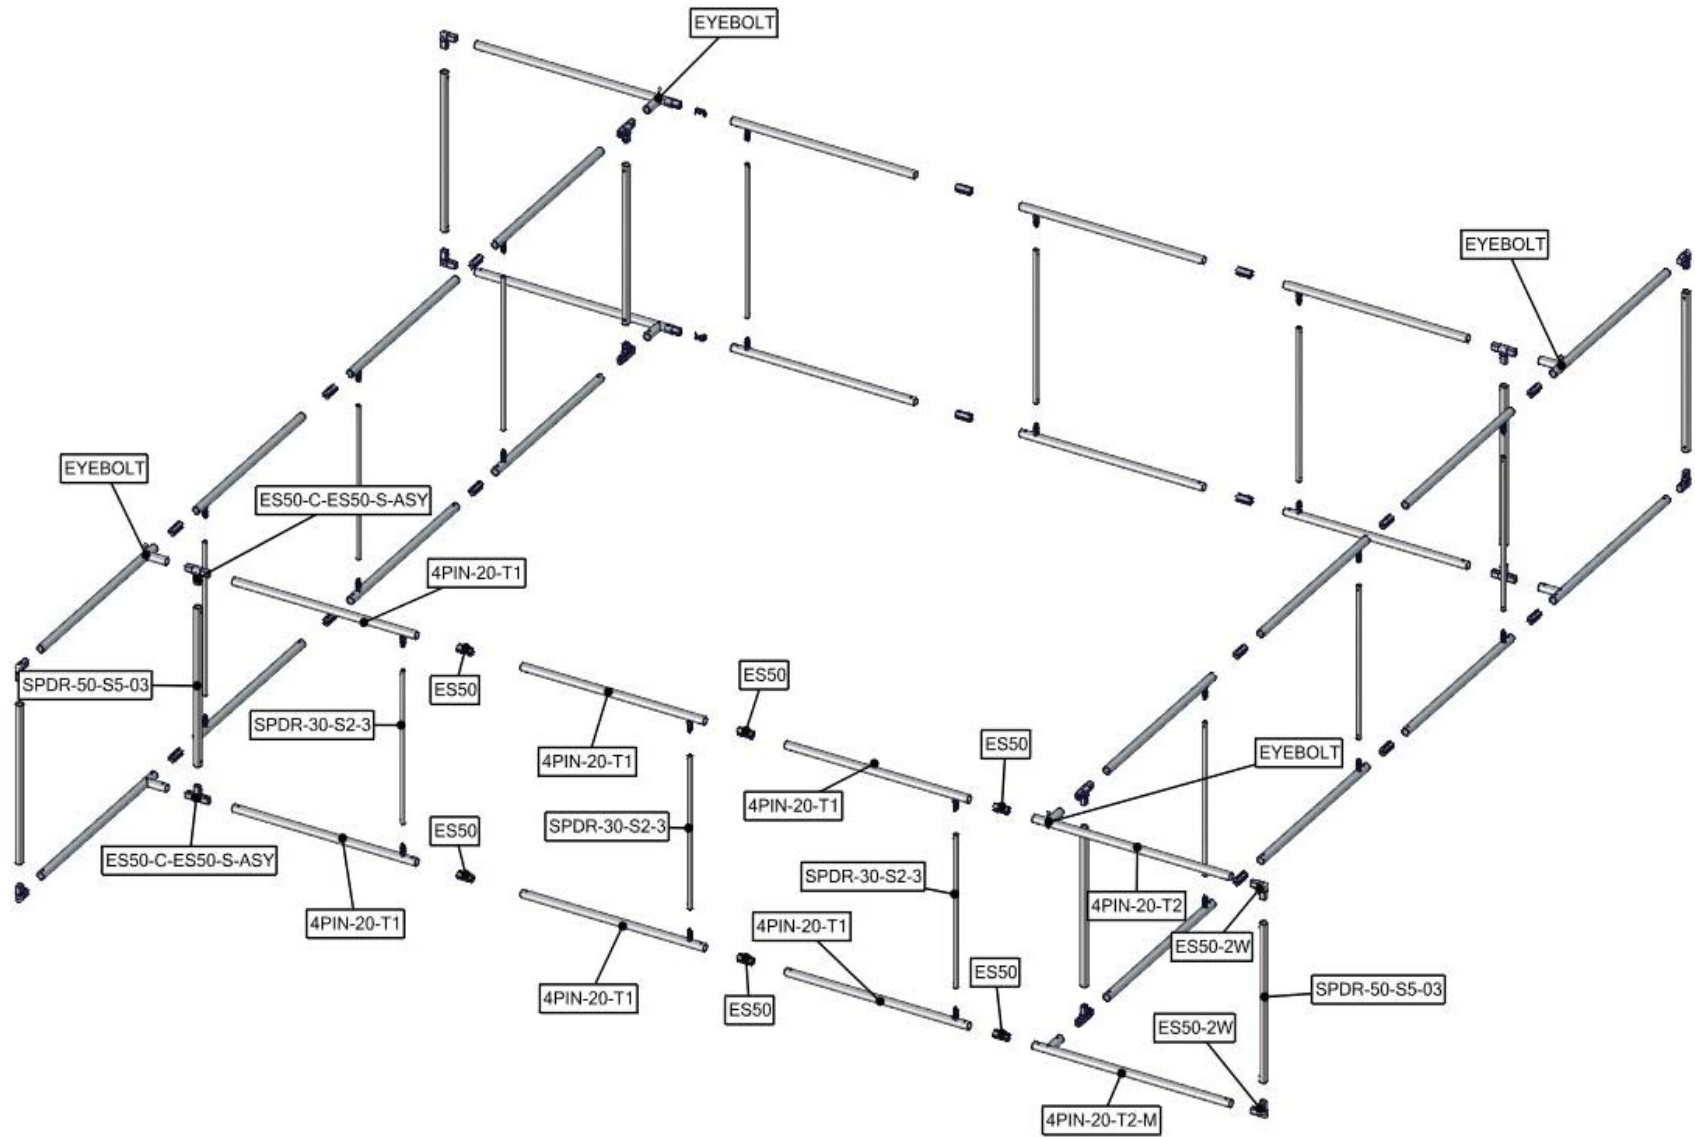 EYEBOLT
EYEBOLT
EYEBOLT
ES50-C-ES50-S-ASY
4PIN-20-T1
SPDR-50-S5-03
ES50
ES50
SPDR-30-S2-3
4PIN-20-T1
ES50
EYEBOLT
4PIN-20-T1
SPDR-30-S2-3
ES50
ES50-C-ES50-S-ASY
SPDR-30-S2-3
4PIN-20-T2
4PIN-20-T1
4PIN-20-T1
ES50-2W
ES50
SPDR-50-S5-03
4PIN-20-T1
ES50
ES50-2W
4PIN-20-T2-M